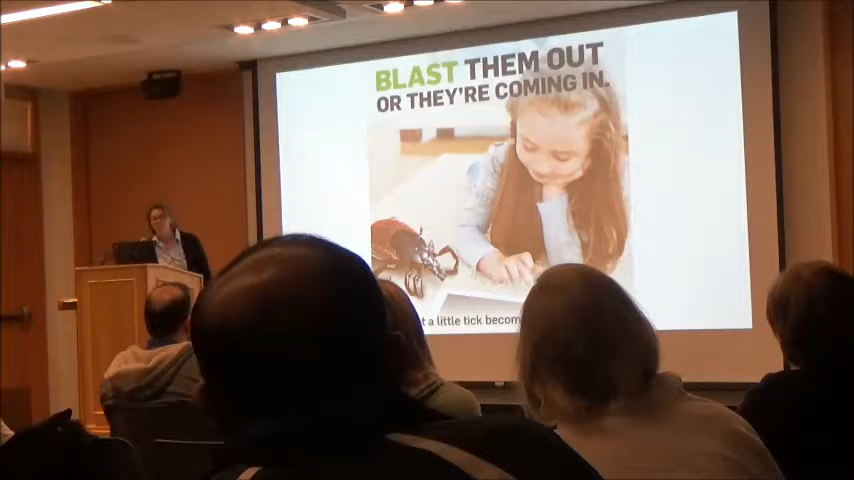 BLAST THEM OUT
OR THEY'RE COMING IN.
a little tick